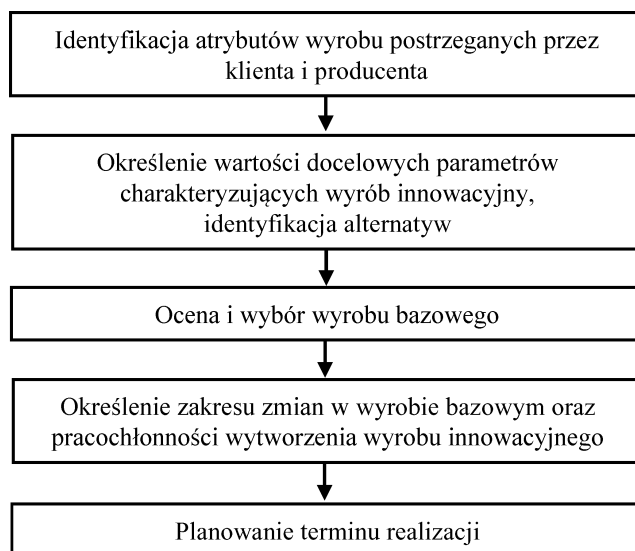 Identyfikacja atrybutów wyrobu postrzeganych przez
klienta i producenta
Określenie wartości docelowych parametrów
charakteryzujących wyrób innowacyjny,
identyfikacja alternatyw
Ocena i wybór wyrobu bazowego
Określenie zakresu zmian w wyrobie bazowym oraz
pracochłonności wytworzenia wyrobu innowacyjnego
Planowanie terminu realizacji